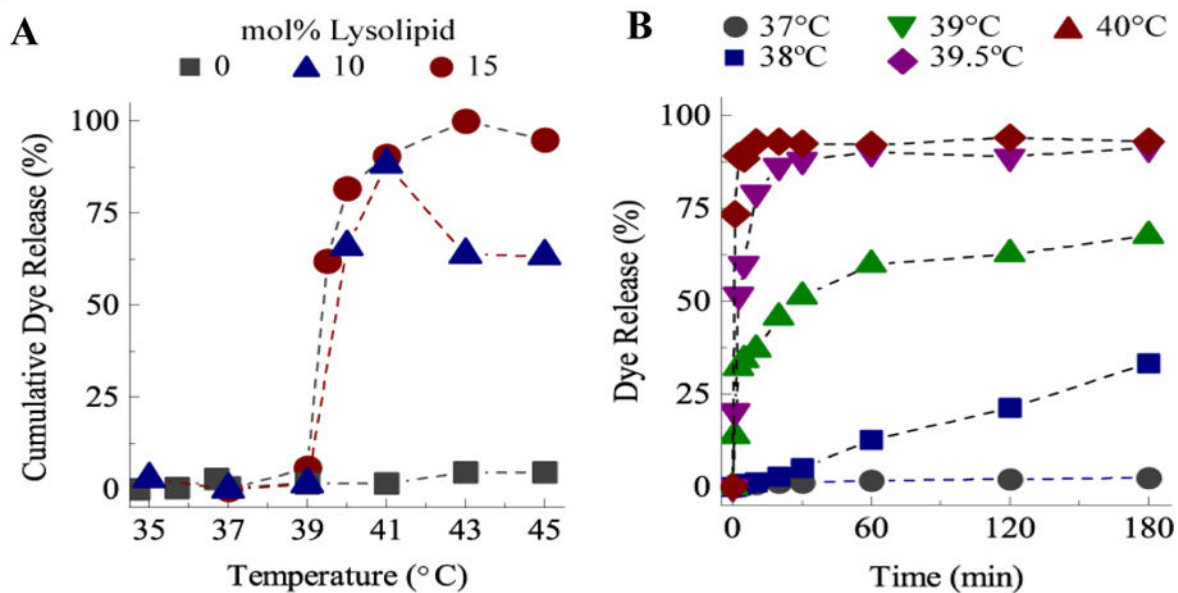 A
mol% Lysolipid
0 10 15
Cumulative Dye Release (%)
100
75
50
25
0
35 37 39 41 43 45
Temperature (° C)
B
37°C 39°C 40°C
38°C 39.5°C
Dye Release (%)
100
75
50
25
0
0 60 120 180
Time (min)